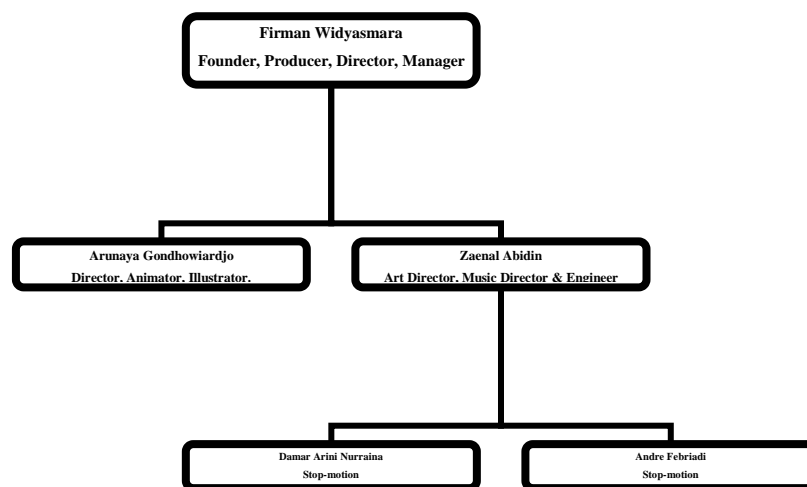 Firman Widyasmara
Founder, Producer, Director, Manager
Arunaya Gondhowiardjo
Director, Animator, Illustrator,
Zaenal Abidin
Art Director, Music Director & Engineer
Damar Arini Nurraina
Stop-motion
Andre Febriadi
Stop-motion